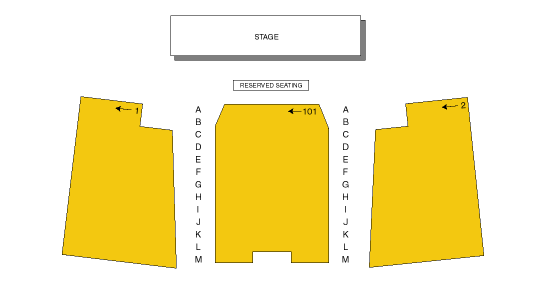 STAGE
RESERVED SEATING
1
101
2
A A
B B
C C
D D
E E
F F
G G
H H
I I
J J
K K
L L
M M